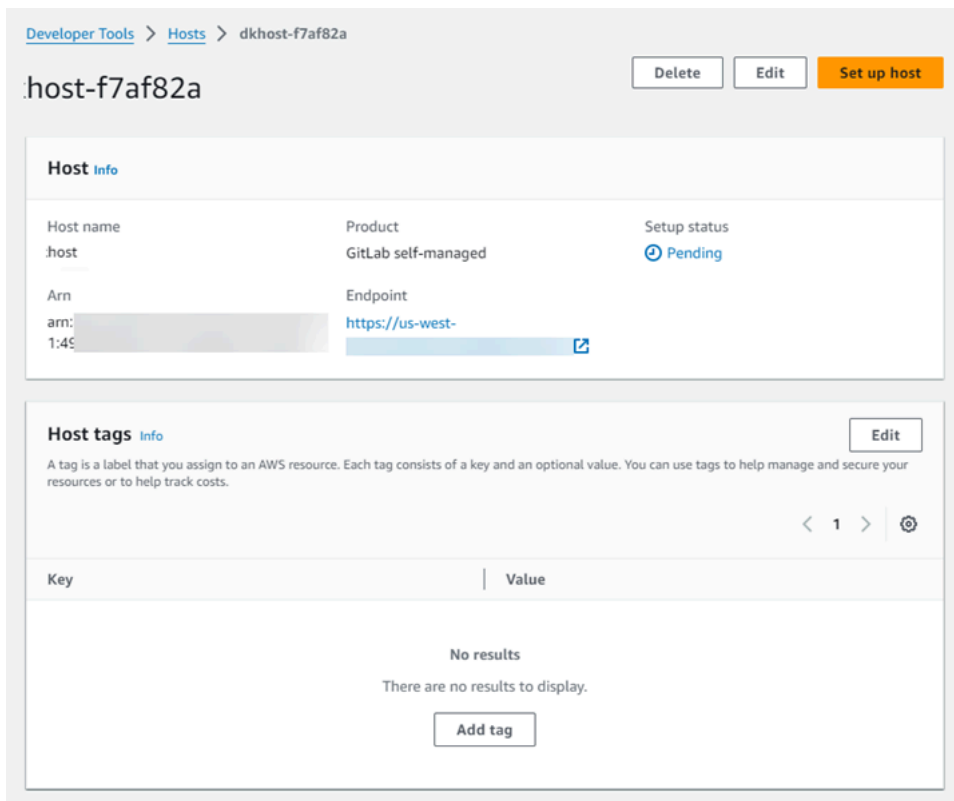 Developer Tools > Hosts > dkhost-f7af82a
host-f7af82a
Delete
Edit
Set up host
Host Info
Host name
host
Product
GitLab self-managed
Setup status
Pending
Arn
arn:
1:49
Endpoint
https://us-west-
Host tags Info
Edit
A tag is a label that you assign to an AWS resource. Each tag consists of a key and an optional value. You can use tags to help manage and secure your
resources or to help track costs.
< 1 >
Key
Value
No results
There are no results to display.
Add tag